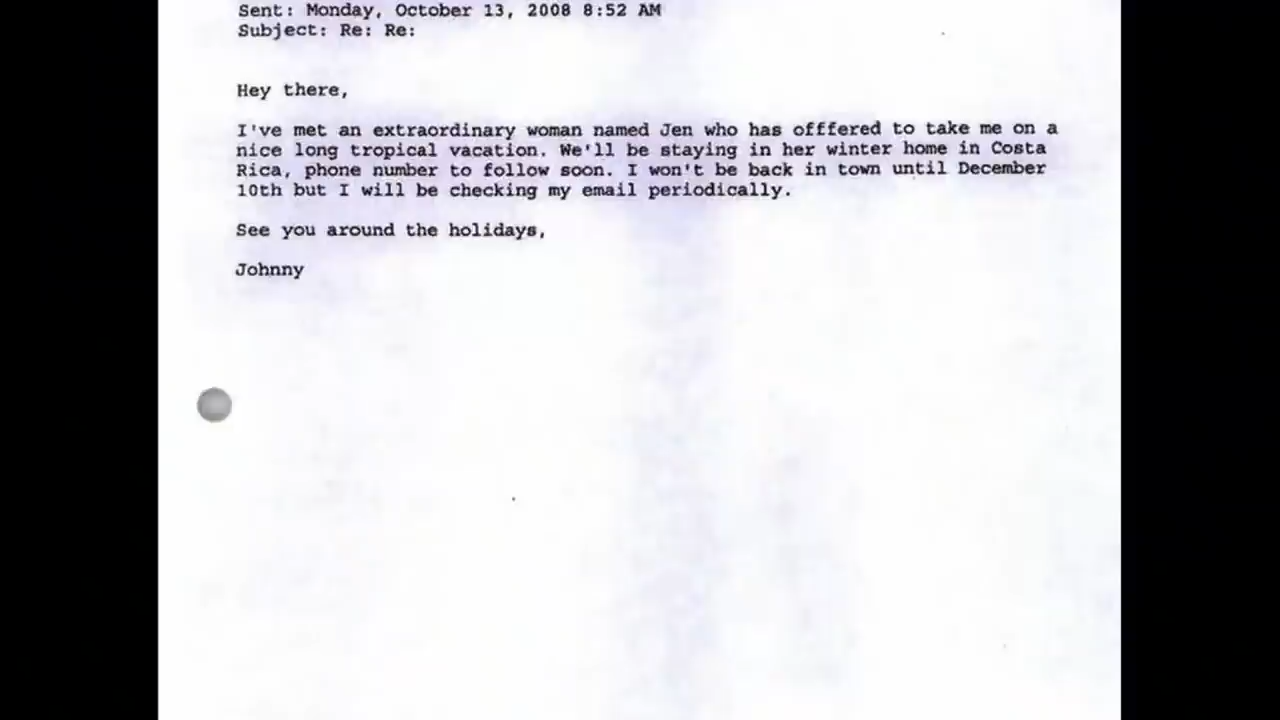 Sent: Monday, October 13, 2008 8:52 AM
Subject: Re: Re:
Hey there,
I've met an extraordinary woman named Jen who has offfered to take me on a
nice long tropical vacation. We'll be staying in her winter home in Costa
Rica, phone number to follow soon. I won't be back in town until December
10th but I will be checking my email periodically.
See you around the holidays,
Johnny